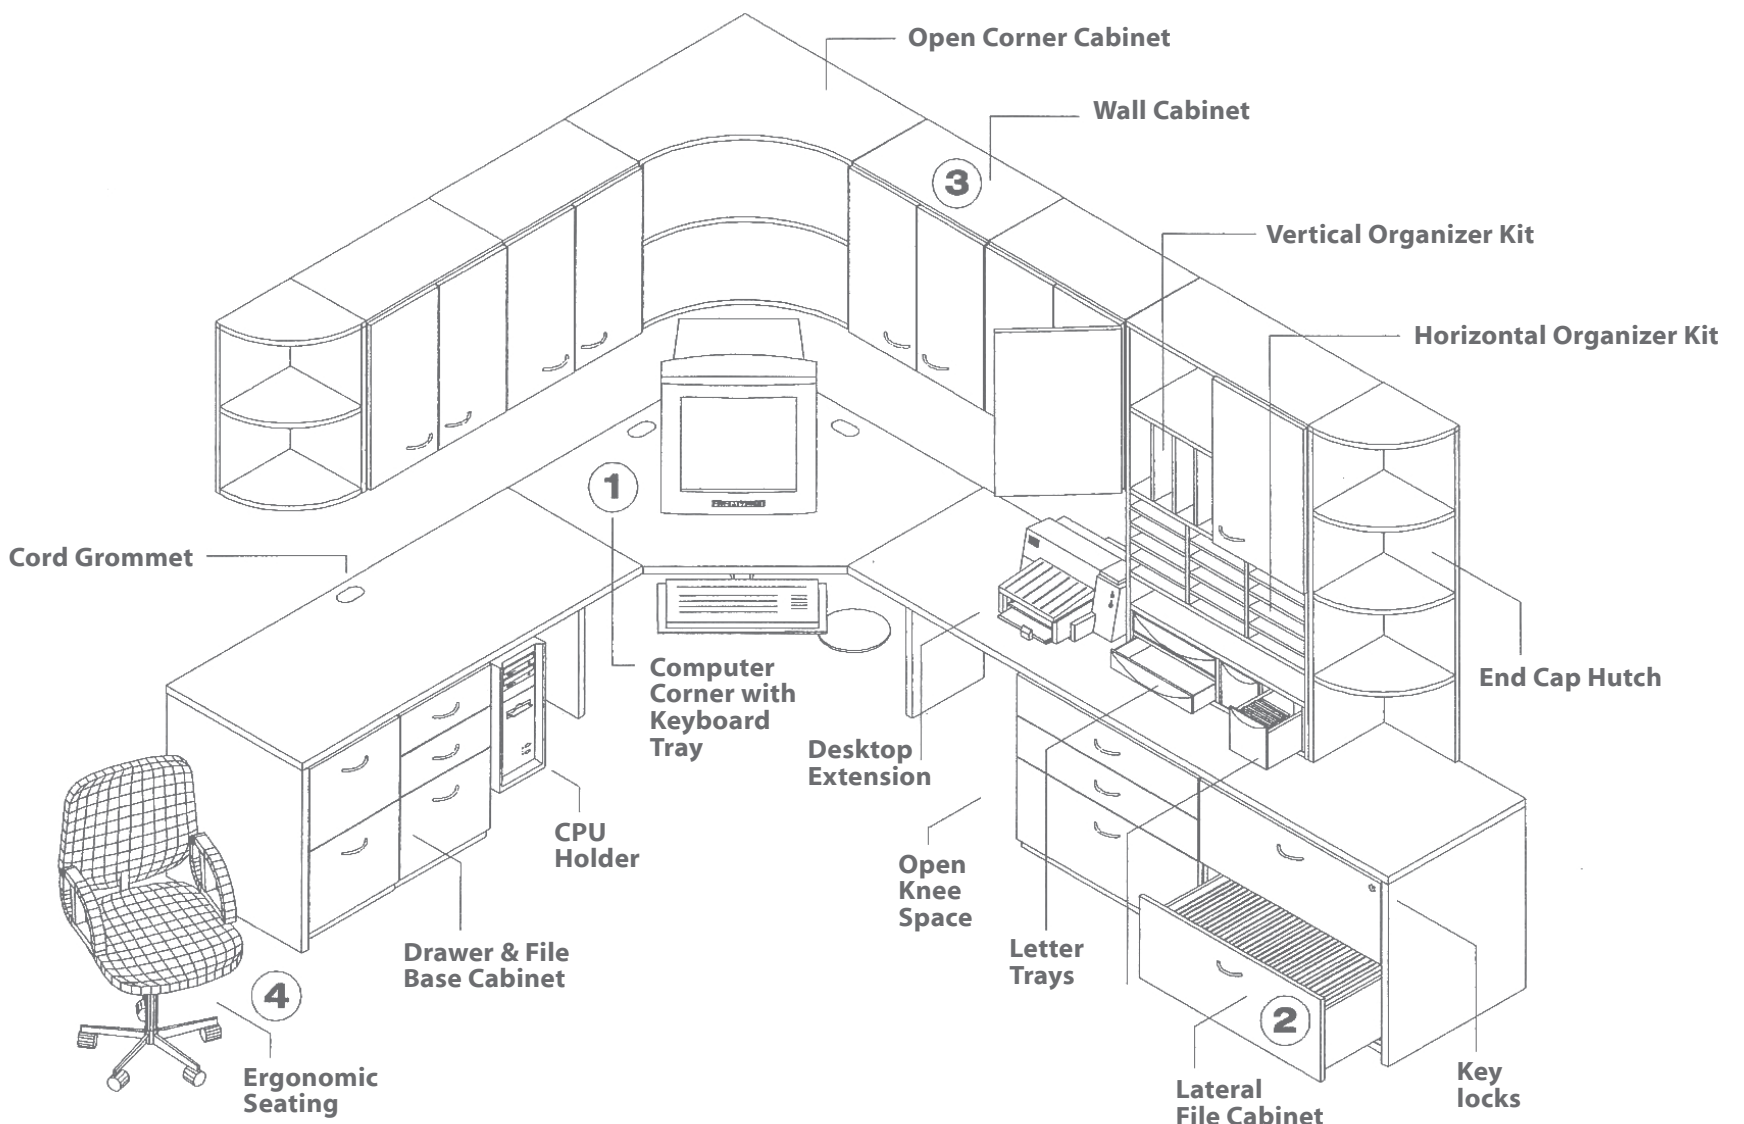 Open Corner Cabinet
Wall Cabinet
3
Vertical Organizer Kit
Horizontal Organizer Kit
1
Cord Grommet
Computer
Corner with
Keyboard
Tray
End Cap Hutch
Desktop
Extension
CPU
Holder
Open
Knee
Space
Drawer & File
Base Cabinet
Letter
Trays
4
2
Ergonomic
Seating
Key
locks
Lateral
File Cabinet